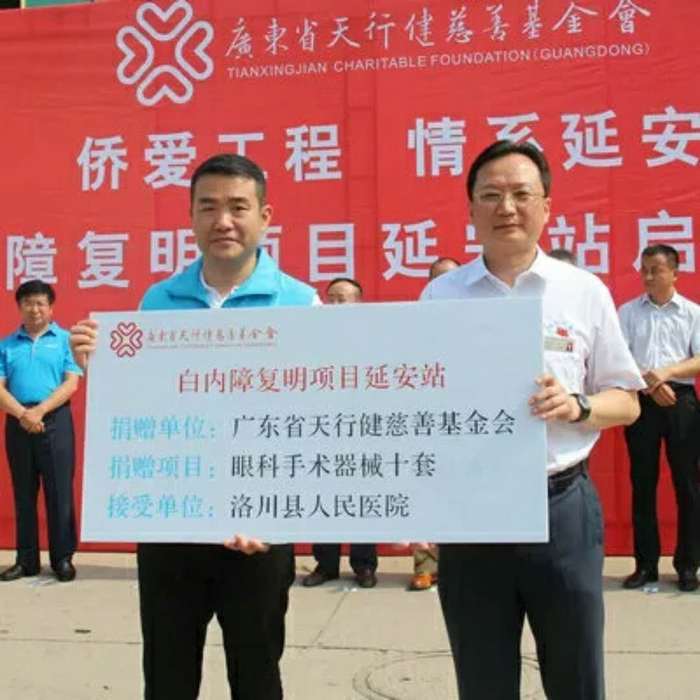 廣東省天行健慈善基金會
TIANXINGJIAN CHARITABLE FOUNDATION(GUANGDONG)
侨爱工程 情系延安
障复明项目延安站启
廣東省天行健慈善基金會
白内障复明项目延安站
捐赠单位：广东省天行健慈善基金会
捐赠项目：眼科手术器械十套
接受单位：洛川县人民医院